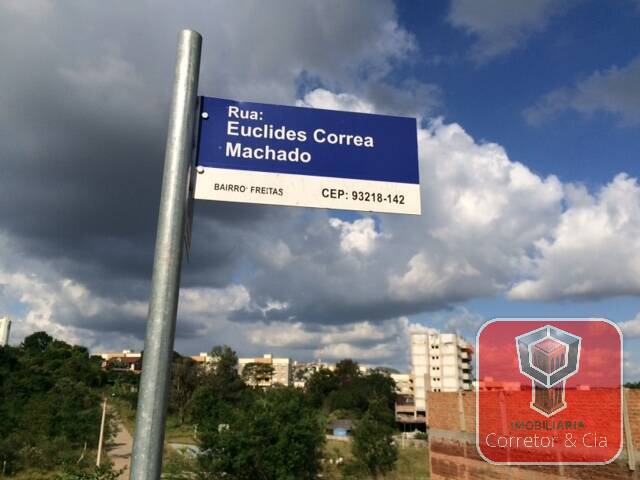 Rua:
Euclides Correa
Machado
BAIRRO: FREITAS CEP: 93218-142
IMOBILIARIA
Corretor & Cia